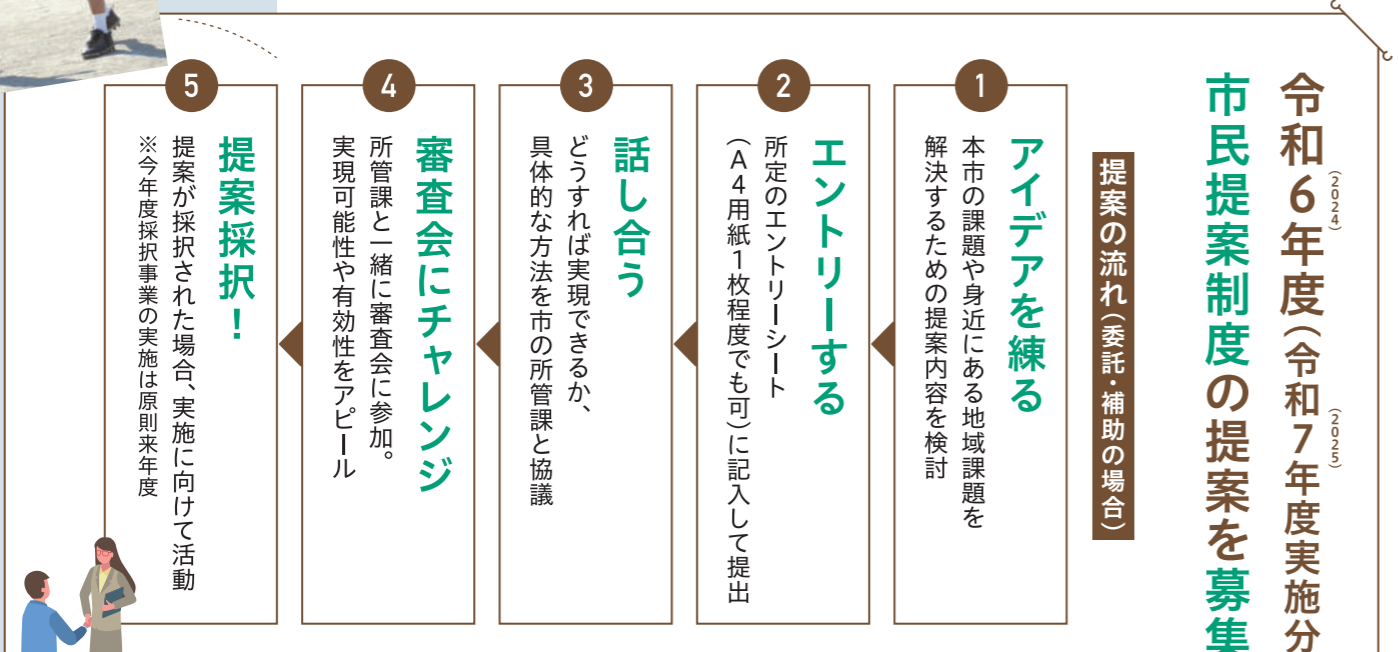 令和6年度（令和7年度実施分
（2024）
（2025）
市民提案制度の提案を募集
提案の流れ（委託・補助の場合）
1
アイデアを練る
本市の課題や身近にある地域課題を
解決するための提案内容を検討
2
エントリーする
所定のエントリーシート
（A4用紙1枚程度でも可）に記入して提出
3
話し合う
どうすれば実現できるか、
具体的な方法を市の所管課と協議
4
審査会にチャレンジ
所管課と一緒に審査会に参加。
実現可能性や有効性をアピール
5
提案採択！
提案が採択された場合、実施に向けて活動
※今年度採択事業の実施は原則来年度